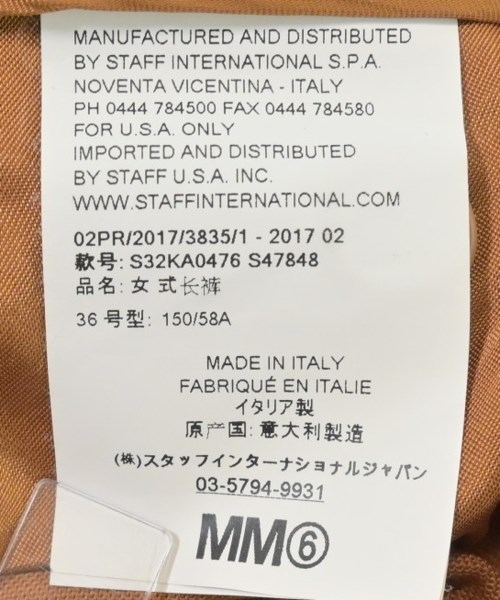 MANUFACTURED AND DISTRIBUTED
BY STAFF INTERNATIONAL S.P.A.
NOVENTA VICENTINA - ITALY
PH 0444 784500 FAX 0444 784580
FOR U.S.A. ONLY
IMPORTED AND DISTRIBUTED
BY STAFF U.S.A. INC.
WWW.STAFFINTERNATIONAL.COM
02PR/2017/3835/1 - 2017 02
款号: S32KA0476 S47848
品名: 女 式长裤
36 号型: 150/58A
MADE IN ITALY
FABRIQUÉ EN ITALIE
イタリア製
原产国: 意大利製造
(株)スタッフインターナショナルジャパン
03-5794-9931
MM⑥